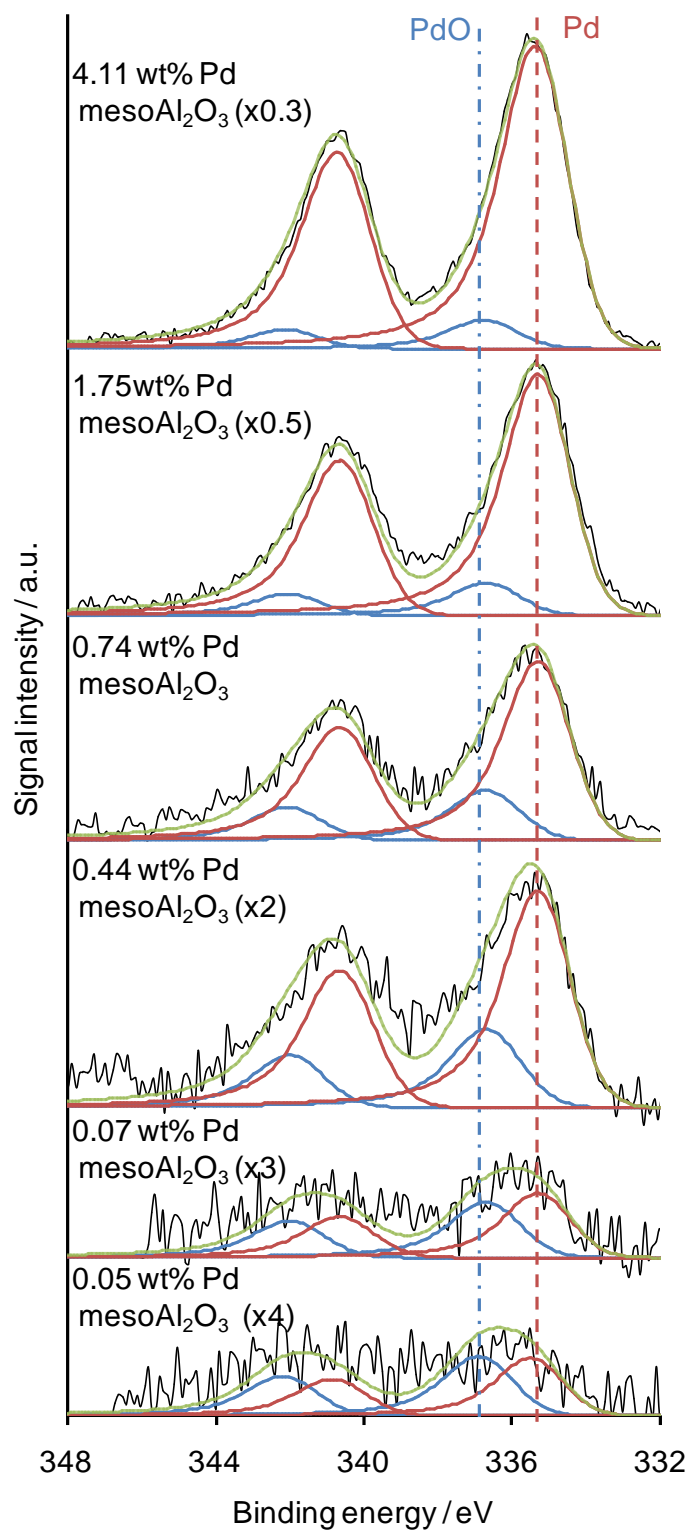 PdO Pd
4.11 wt% Pd
mesoAl₂O₃ (x0.3)
1.75wt% Pd
mesoAl₂O₃ (x0.5)
0.74 wt% Pd
mesoAl₂O₃
0.44 wt% Pd
mesoAl₂O₃ (x2)
0.07 wt% Pd
mesoAl₂O₃ (x3)
0.05 wt% Pd
mesoAl₂O₃ (x4)
Signal intensity / a.u.
348 344 340 336 332
Binding energy / eV